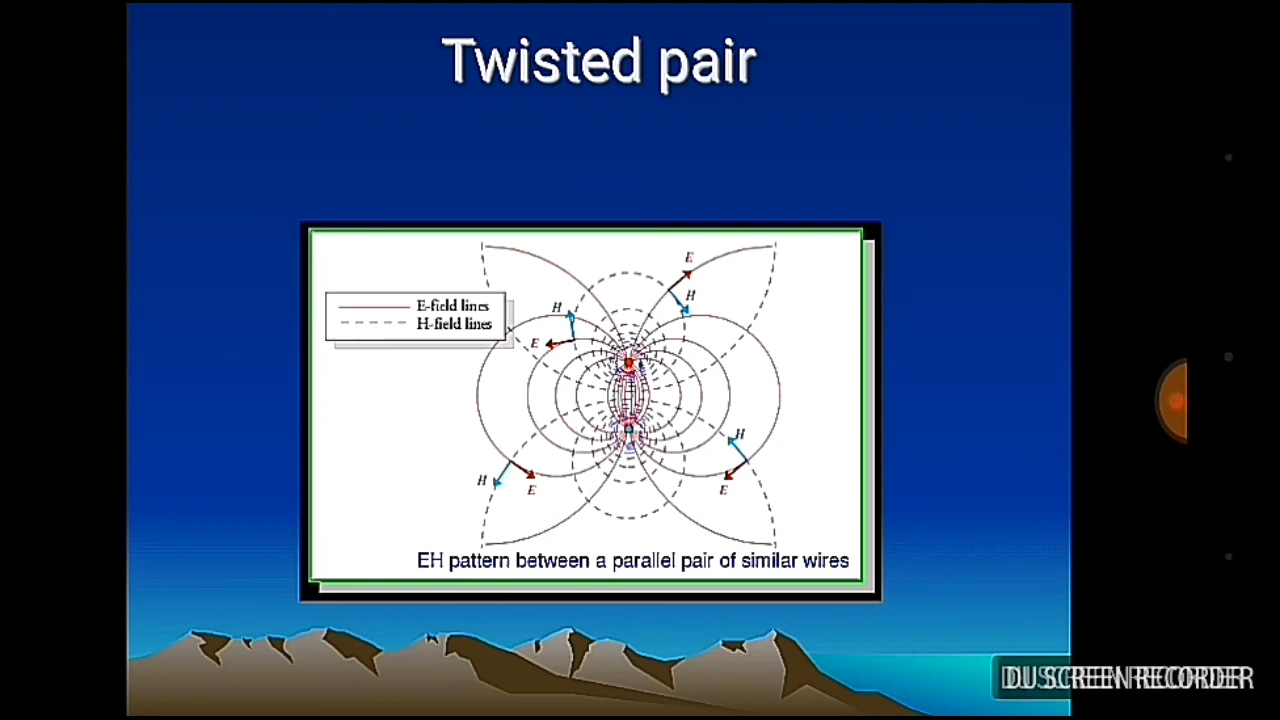 Twisted pair
E
H
E-field lines
H-field lines
H
E
H
H
E
E
EH pattern between a parallel pair of similar wires
DU SCREEN RECORDER